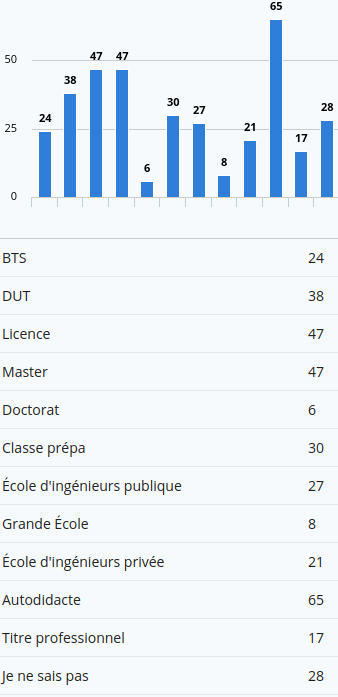 65
50
47 47
38
30
28
27
24
21
25
17
8
6
0
BTS 24
DUT 38
Licence 47
Master 47
Doctorat 6
Classe prépa 30
École d'ingénieurs publique 27
Grande École 8
École d'ingénieurs privée 21
Autodidacte 65
Titre professionnel 17
Je ne sais pas 28